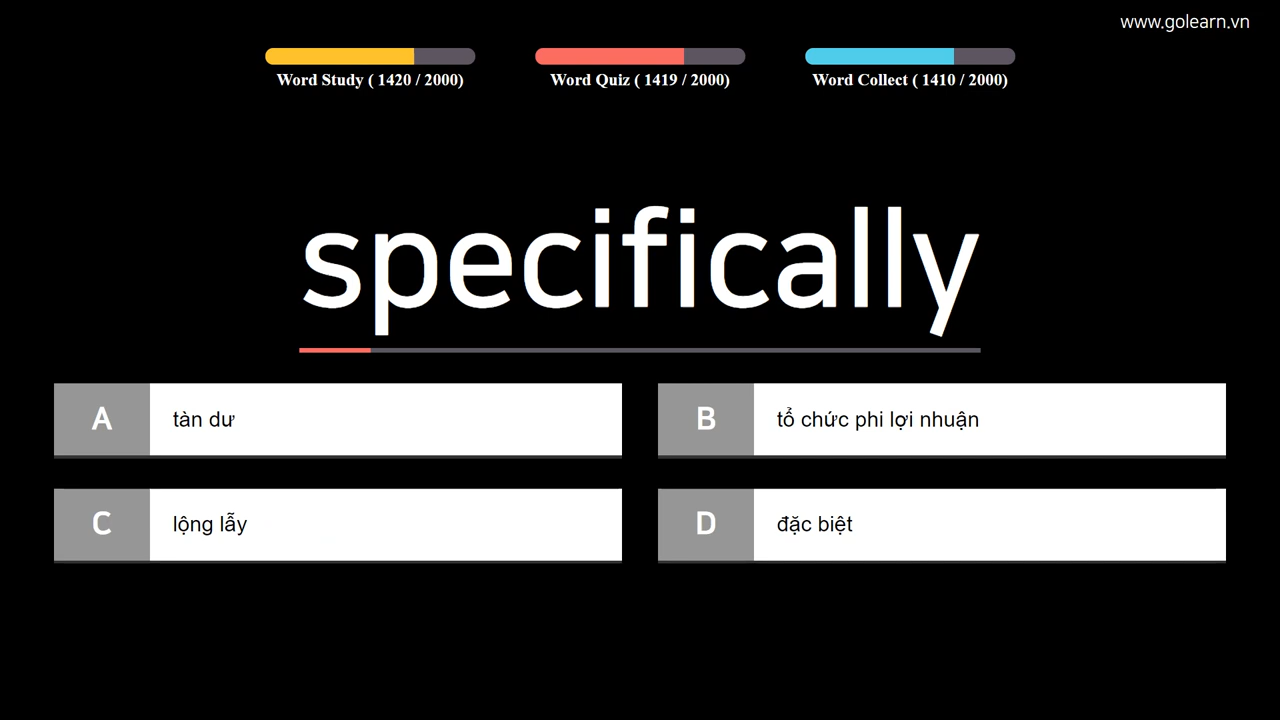 www.golearn.vn
Word Study ( 1420 / 2000)
Word Quiz ( 1419 / 2000)
Word Collect ( 1410 / 2000)
specifically
A tàn dư
B tổ chức phi lợi nhuận
C lộng lẫy
D đặc biệt